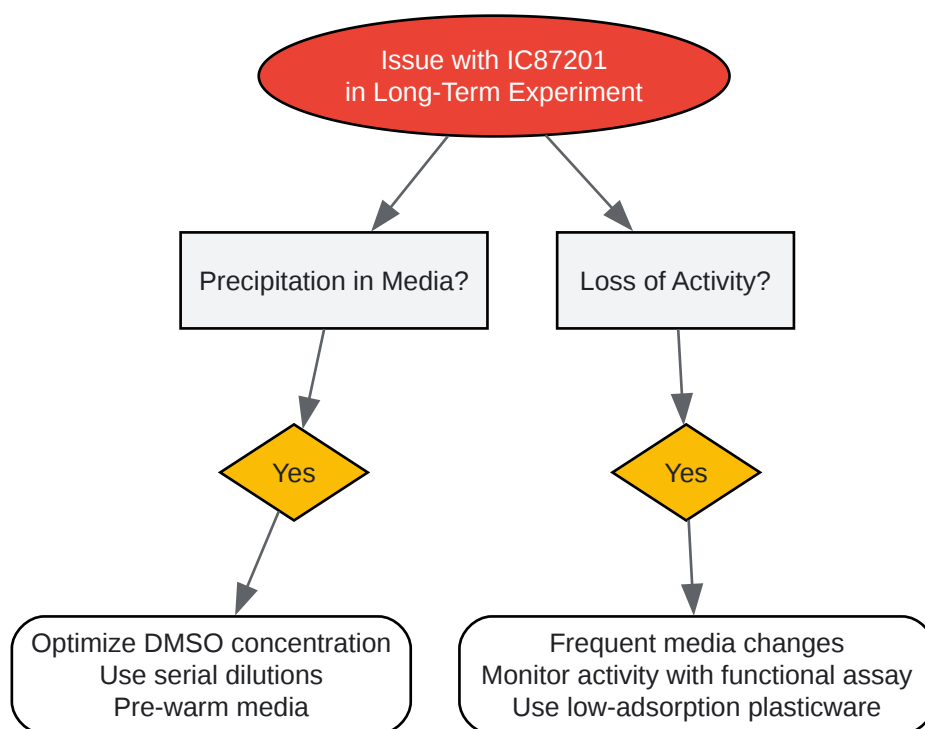 Issue with IC87201
in Long-Term Experiment
Precipitation in Media?
Loss of Activity?
Yes
Yes
Optimize DMSO concentration
Use serial dilutions
Pre-warm media
Frequent media changes
Monitor activity with functional assay
Use low-adsorption plasticware